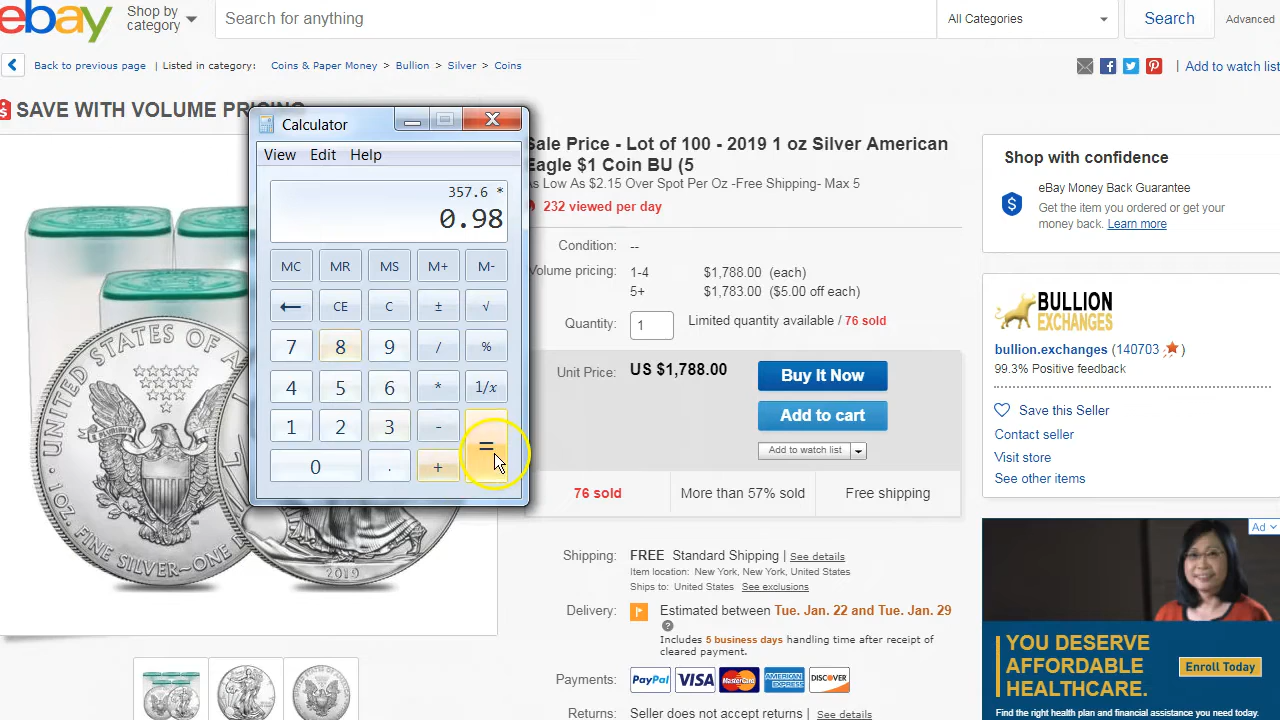 ebay
Shop by
category
Search for anything
All Categories
Search
Advanced
Back to previous page | Listed in category: Coins & Paper Money > Bullion > Silver > Coins
| Add to watch list
SAVE WITH VOLUME PRICING
Calculator
View Edit Help
357.6 *
0.98
MC MR MS M+ M-
← CE C ± √
7 8 9 / %
4 5 6 * 1/x
1 2 3 - =
0 . +
Sale Price - Lot of 100 - 2019 1 oz Silver American
Eagle $1 Coin BU (5
As Low As $2.15 Over Spot Per Oz -Free Shipping- Max 5
232 viewed per day
Condition: --
Volume pricing: 1-4 $1,788.00 (each)
5+ $1,783.00 ($5.00 off each)
Quantity: 1 Limited quantity available / 76 sold
Unit Price: US $1,788.00
Buy It Now
Add to cart
Add to watch list
76 sold More than 57% sold Free shipping
Shipping: FREE Standard Shipping | See details
Item location: New York, New York, United States
Ships to: United States See exclusions
Delivery: Estimated between Tue. Jan. 22 and Tue. Jan. 29
?
Includes 5 business days handling time after receipt of
cleared payment.
Payments: PayPal VISA MasterCard AMERICAN EXPRESS DISCOVER
Returns: Seller does not accept returns | See details
Shop with confidence
eBay Money Back Guarantee
Get the item you ordered or get your
money back. Learn more
BULLION
EXCHANGES
bullion.exchanges (140703 )
99.3% Positive feedback
Save this Seller
Contact seller
Visit store
See other items
Ad
YOU DESERVE
AFFORDABLE
HEALTHCARE.
Enroll Today
Find the right health plan and financial assistance you need today.
UNITED STATES OF A
1 OZ. FINE SILVER~ONE
2019